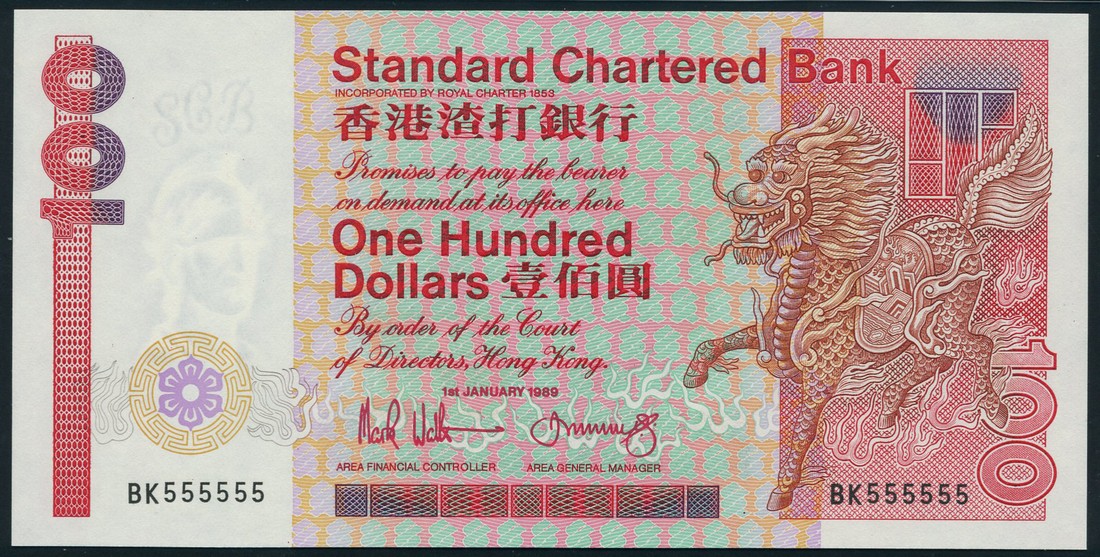 100
SCB
Standard Chartered Bank
INCORPORATED BY ROYAL CHARTER 1853
香港渣打銀行
Promises to pay the bearer
on demand at its office here
One Hundred
Dollars 壹佰圓
By order of the Court
of Directors, Hong Kong.
1st JANUARY 1989
Mark Walt
AREA FINANCIAL CONTROLLER AREA GENERAL MANAGER
BK555555
BK555555
100